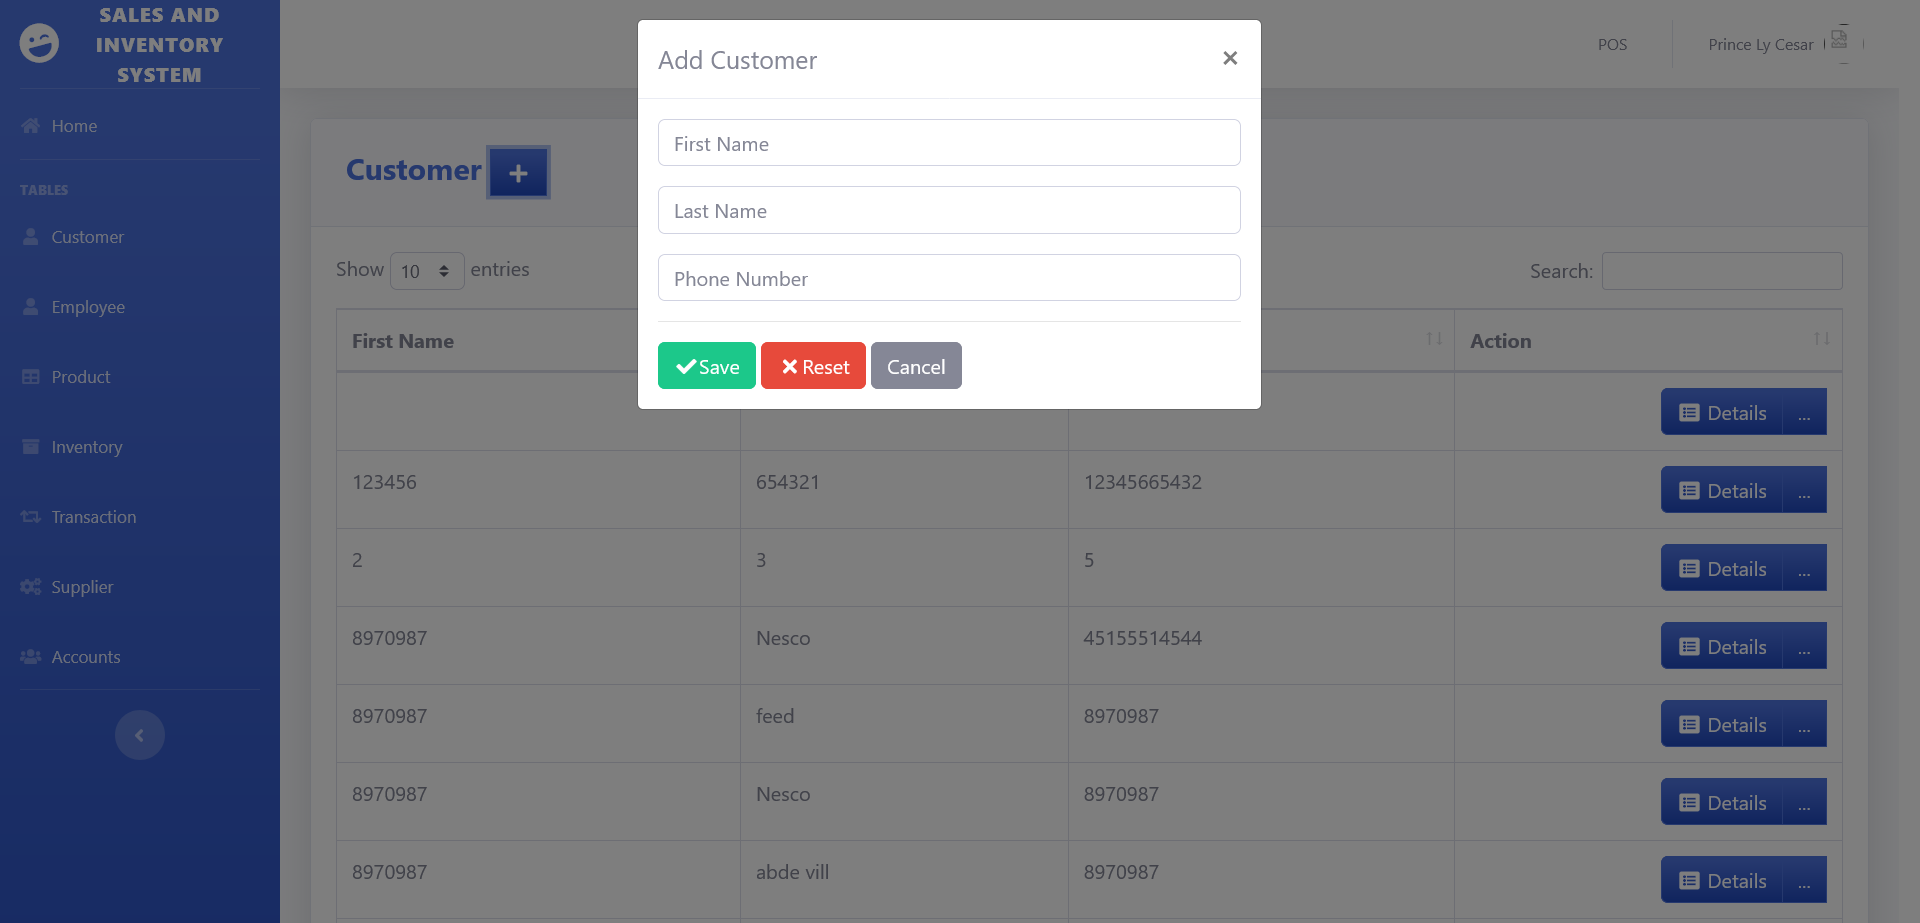 SALES AND
INVENTORY
SYSTEM
Home
TABLES
Customer
Employee
Product
Inventory
Transaction
Supplier
Accounts
POS
Prince Ly Cesar
Customer
Add Customer
×
First Name
Last Name
Phone Number
Save Reset Cancel
Show 10 entries
Search:
First Name Action
Details ...
123456 654321 12345665432 Details ...
2 3 5 Details ...
8970987 Nesco 45155514544 Details ...
8970987 feed 8970987 Details ...
8970987 Nesco 8970987 Details ...
8970987 abde vill 8970987 Details ...